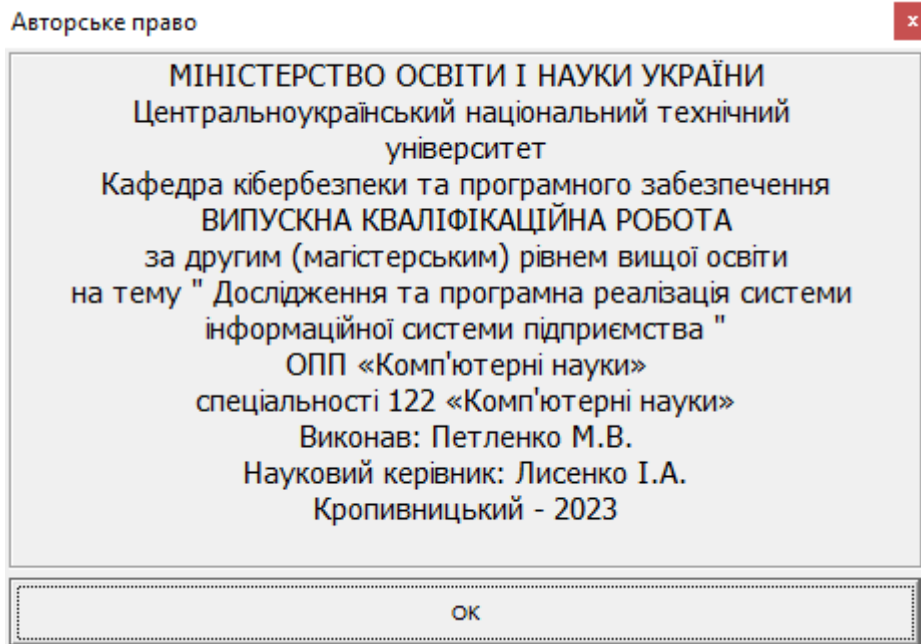 Авторське право
x
МІНІСТЕРСТВО ОСВІТИ І НАУКИ УКРАЇНИ
Центральноукраїнський національний технічний
університет
Кафедра кібербезпеки та програмного забезпечення
ВИПУСКНА КВАЛІФІКАЦІЙНА РОБОТА
за другим (магістерським) рівнем вищої освіти
на тему " Дослідження та програмна реалізація системи
інформаційної системи підприємства "
ОПП «Комп'ютерні науки»
спеціальності 122 «Комп'ютерні науки»
Виконав: Петленко М.В.
Науковий керівник: Лисенко І.А.
Кропивницький - 2023
ОК